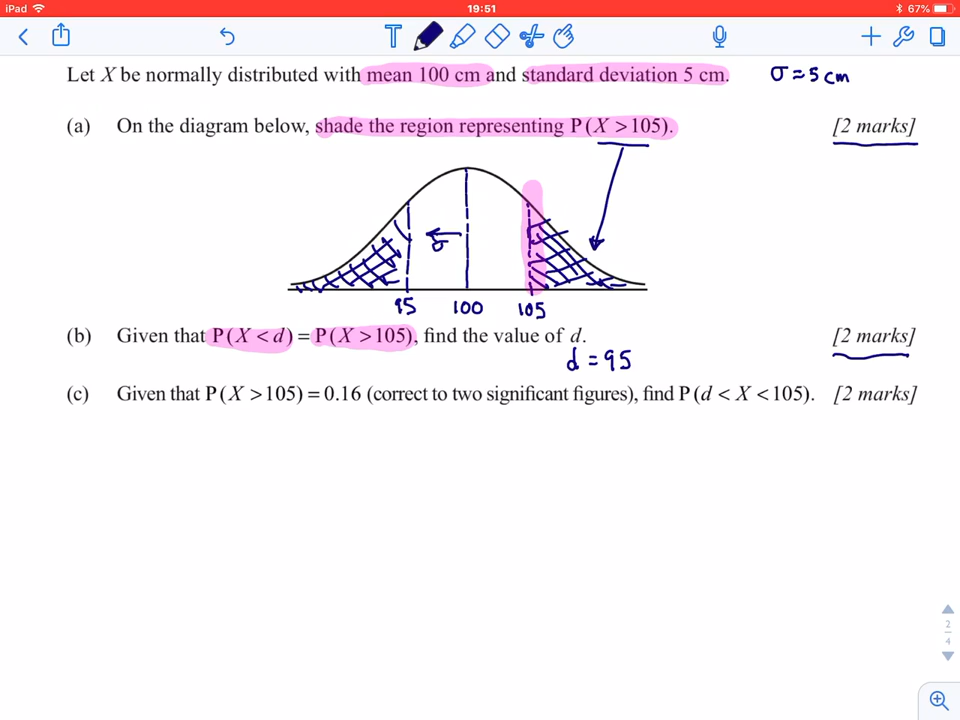 iPad 19:51 67%
T
Let X be normally distributed with mean 100 cm and standard deviation 5 cm. σ = 5 cm
(a) On the diagram below, shade the region representing P(X > 105). [2 marks]
σ
95 100 105
(b) Given that P(X < d) = P(X > 105), find the value of d. [2 marks]
d = 95
(c) Given that P(X > 105) = 0.16 (correct to two significant figures), find P(d < X < 105). [2 marks]
2
4